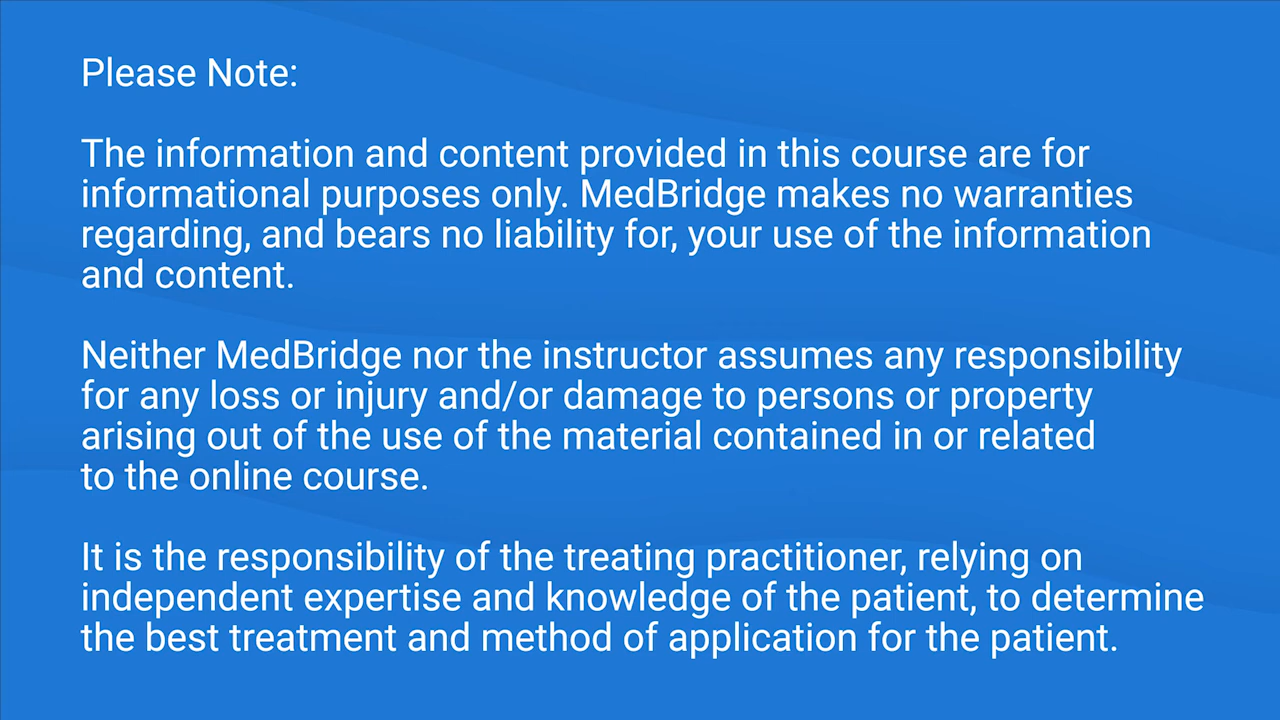 Please Note:
The information and content provided in this course are for
informational purposes only. MedBridge makes no warranties
regarding, and bears no liability for, your use of the information
and content.
Neither MedBridge nor the instructor assumes any responsibility
for any loss or injury and/or damage to persons or property
arising out of the use of the material contained in or related
to the online course.
It is the responsibility of the treating practitioner, relying on
independent expertise and knowledge of the patient, to determine
the best treatment and method of application for the patient.